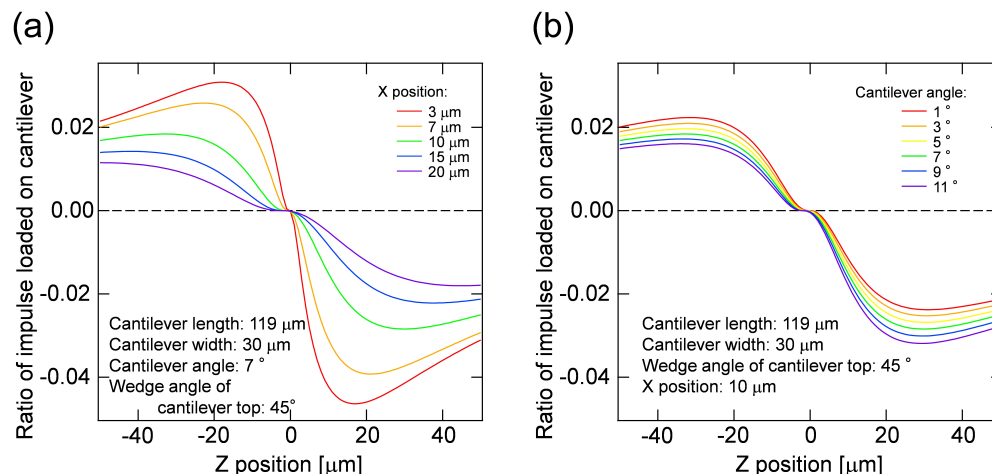 (a)
Ratio of impulse loaded on cantilever
0.02
0.00
-0.02
-0.04
X position:
3 μm
7 μm
10 μm
15 μm
20 μm
Cantilever length: 119 μm
Cantilever width: 30 μm
Cantilever angle: 7 °
Wedge angle of
cantilever top: 45°
-40
-20
0
20
40
Z position [μm]
(b)
Ratio of impulse loaded on cantilever
0.02
0.00
-0.02
-0.04
Cantilever angle:
1 °
3 °
5 °
7 °
9 °
11 °
Cantilever length: 119 μm
Cantilever width: 30 μm
Wedge angle of cantilever top: 45°
X position: 10 μm
-40
-20
0
20
40
Z position [μm]